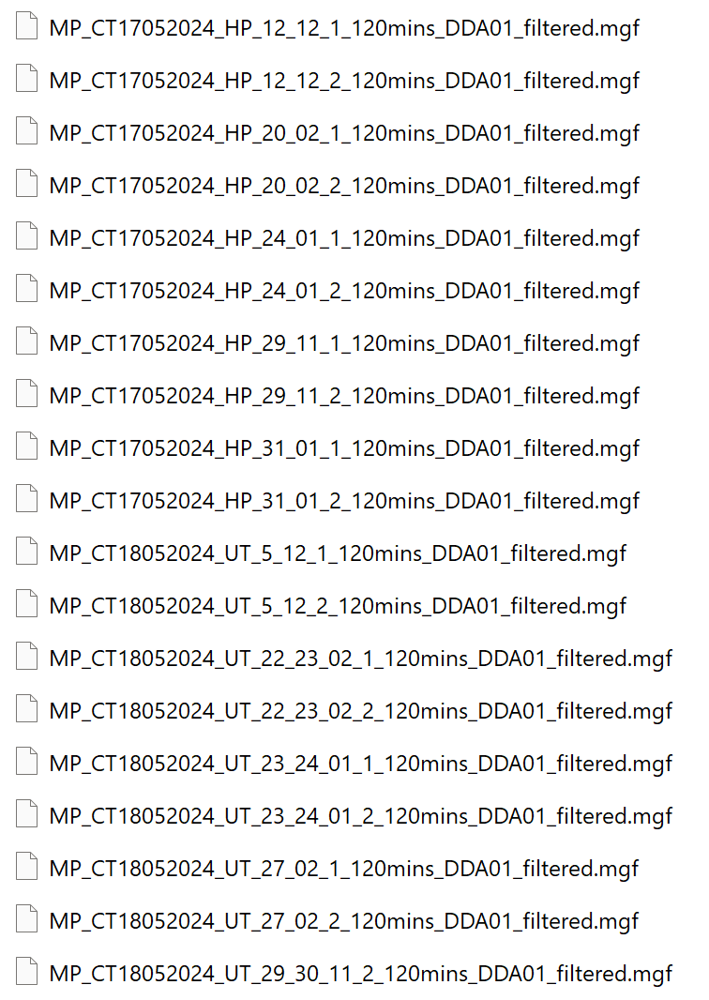 MP_CT17052024_HP_12_12_1_120mins_DDA01_filtered.mgf
MP_CT17052024_HP_12_12_2_120mins_DDA01_filtered.mgf
MP_CT17052024_HP_20_02_1_120mins_DDA01_filtered.mgf
MP_CT17052024_HP_20_02_2_120mins_DDA01_filtered.mgf
MP_CT17052024_HP_24_01_1_120mins_DDA01_filtered.mgf
MP_CT17052024_HP_24_01_2_120mins_DDA01_filtered.mgf
MP_CT17052024_HP_29_11_1_120mins_DDA01_filtered.mgf
MP_CT17052024_HP_29_11_2_120mins_DDA01_filtered.mgf
MP_CT17052024_HP_31_01_1_120mins_DDA01_filtered.mgf
MP_CT17052024_HP_31_01_2_120mins_DDA01_filtered.mgf
MP_CT18052024_UT_5_12_1_120mins_DDA01_filtered.mgf
MP_CT18052024_UT_5_12_2_120mins_DDA01_filtered.mgf
MP_CT18052024_UT_22_23_02_1_120mins_DDA01_filtered.mgf
MP_CT18052024_UT_22_23_02_2_120mins_DDA01_filtered.mgf
MP_CT18052024_UT_23_24_01_1_120mins_DDA01_filtered.mgf
MP_CT18052024_UT_23_24_01_2_120mins_DDA01_filtered.mgf
MP_CT18052024_UT_27_02_1_120mins_DDA01_filtered.mgf
MP_CT18052024_UT_27_02_2_120mins_DDA01_filtered.mgf
MP_CT18052024_UT_29_30_11_2_120mins_DDA01_filtered.mgf